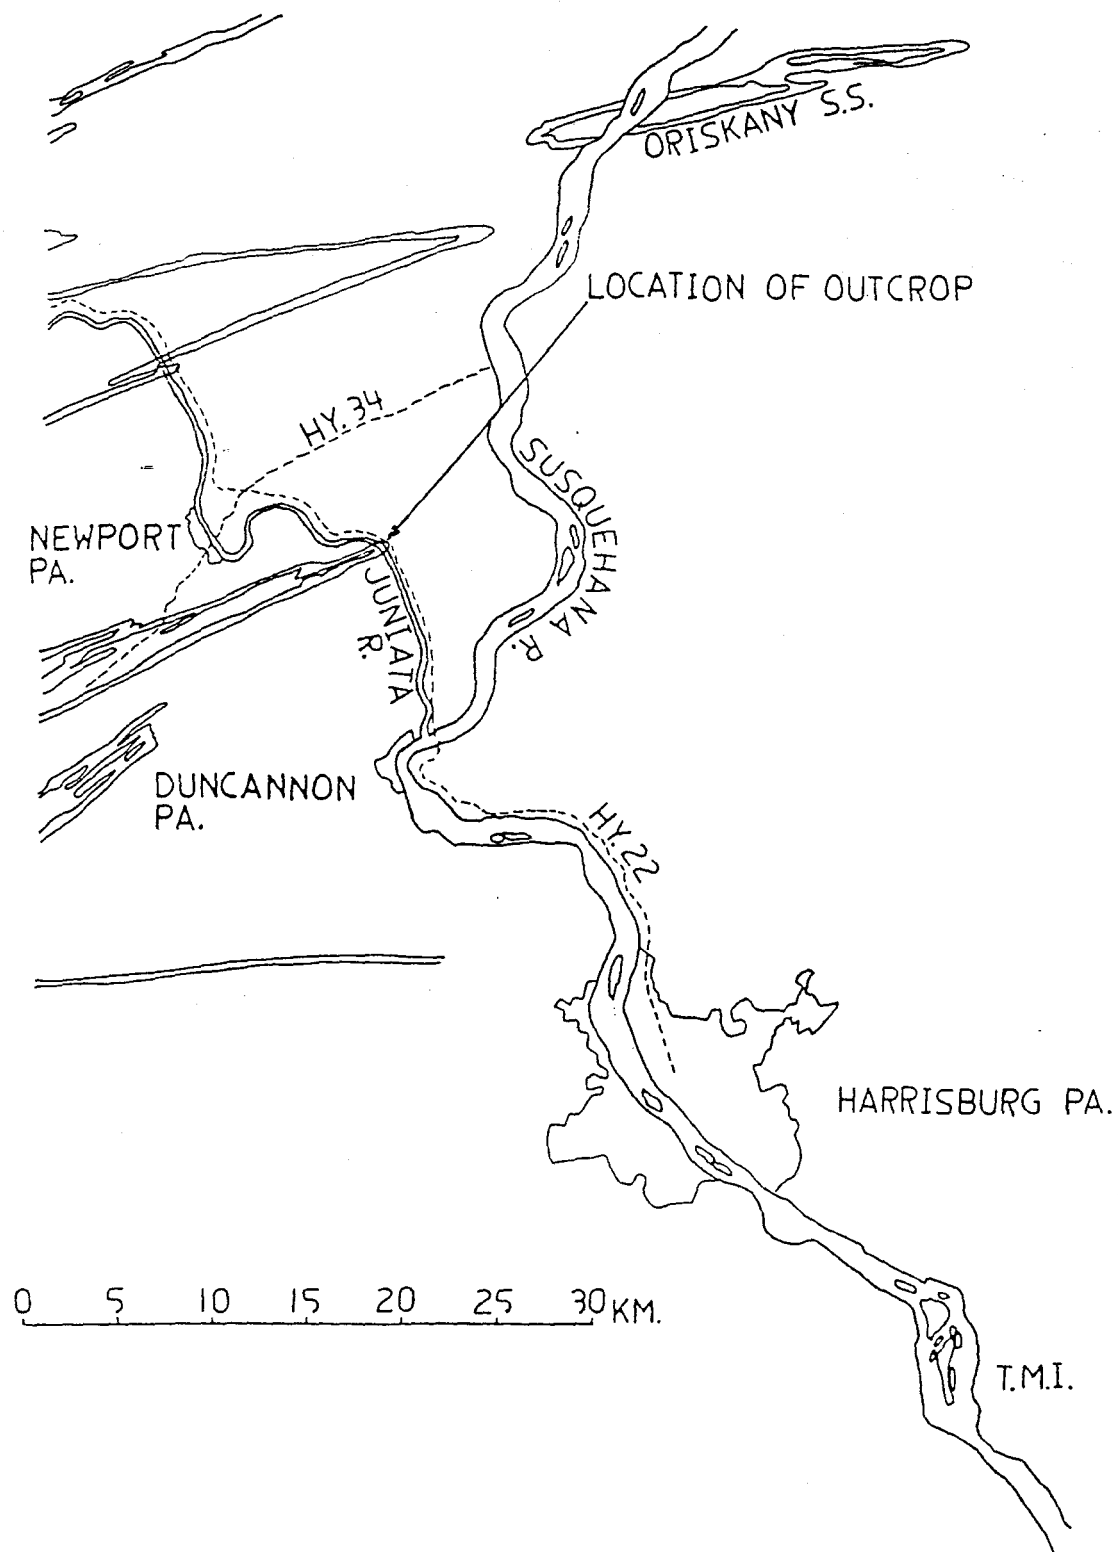 ORISKANY S.S.
LOCATION OF OUTCROP
HY. 34
SUSQUEHANA R.
NEWPORT
PA.
JUNIATA
R.
DUNCANNON
PA.
HY. 22
HARRISBURG PA.
0 5 10 15 20 25 30 KM.
T.M.I.